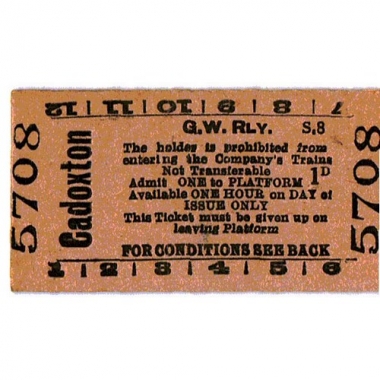 12 | 11 | 10 | 9 | 8 | 7
5708
Cadoxton
G.W. RLY. S.8
The holdes is prohibited from
entering the Company's Trains
Not Transferable
Admit ONE to PLATFORM 1D
Available ONE HOUR on DAY of
ISSUE ONLY
This Ticket must be given up on
leaving Platform
FOR CONDITIONS SEE BACK
1 | 2 | 3 | 4 | 5 | 6
5708